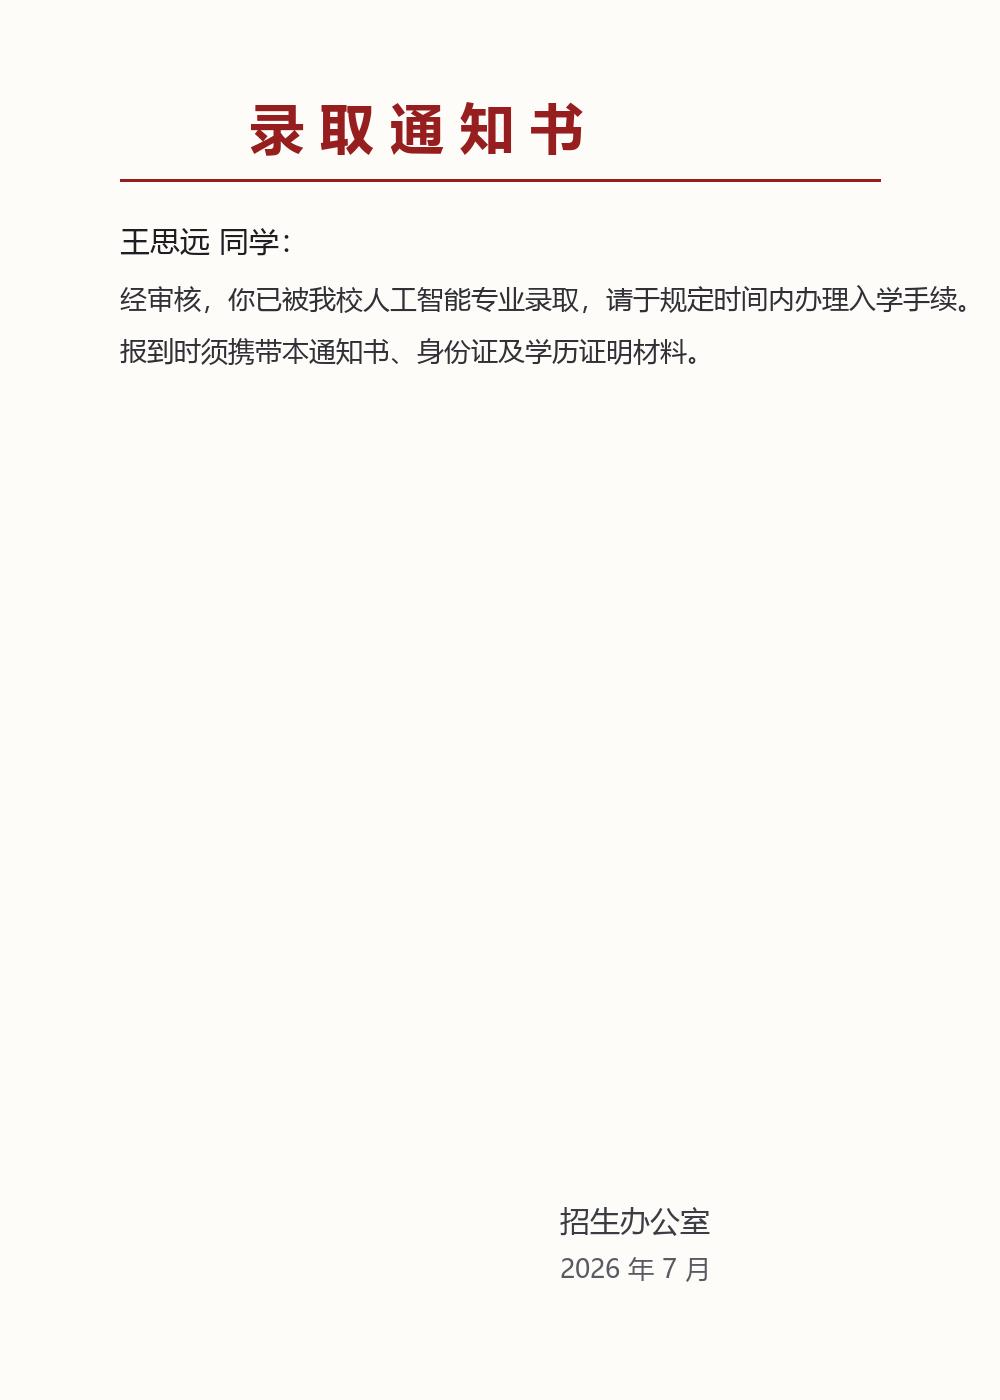 录取通知书
王思远 同学：
经审核，你已被我校人工智能专业录取，请于规定时间内办理入学手续。
报到时须携带本通知书、身份证及学历证明材料。
招生办公室
2026 年 7 月